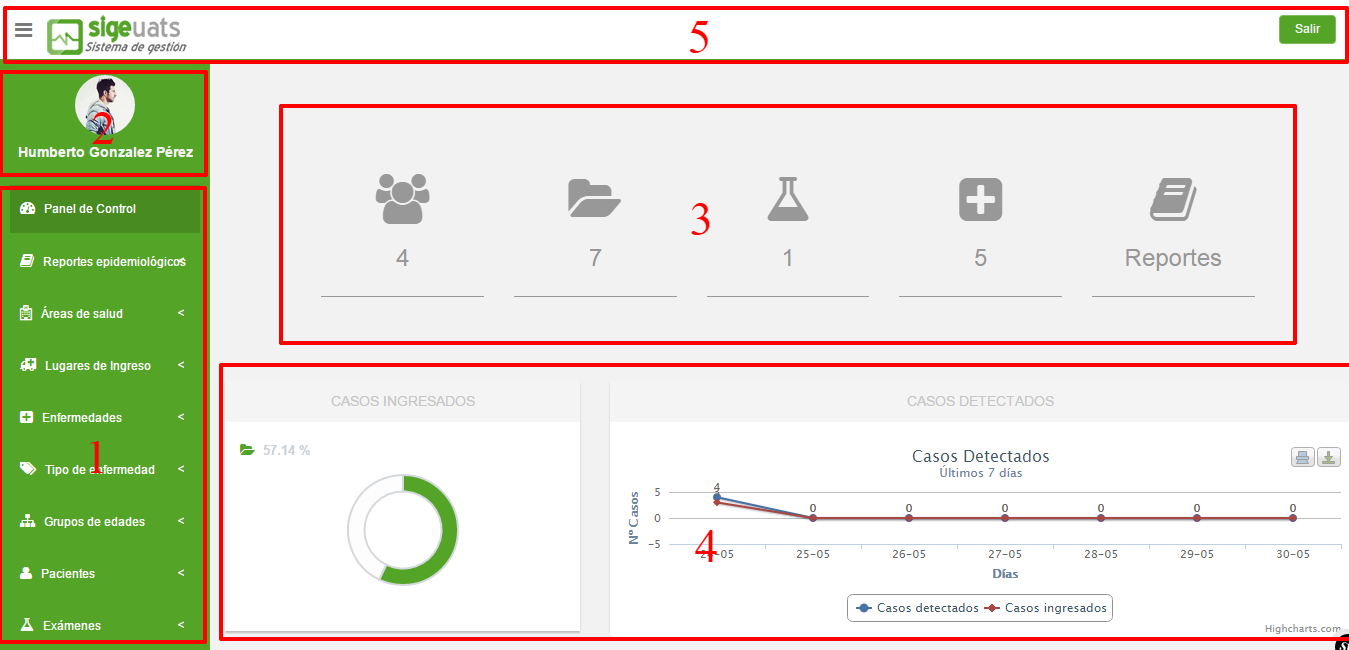 sigeuats
Sistema de gestión
5
Salir
2
Humberto Gonzalez Pérez
Panel de Control
Reportes epidemiológicos <
Áreas de salud <
Lugares de Ingreso <
Enfermedades <
1
Tipo de enfermedad <
Grupos de edades <
Pacientes <
Exámenes <
3
4 7 1 5 Reportes
CASOS INGRESADOS
57.14 %
CASOS DETECTADOS
Casos Detectados
Últimos 7 días
Nº Casos
5
0
-5
4 0 0 0 0 0 0
4
25-05 26-05 27-05 28-05 29-05 30-05
Días
Casos detectados Casos ingresados
Highcharts.com